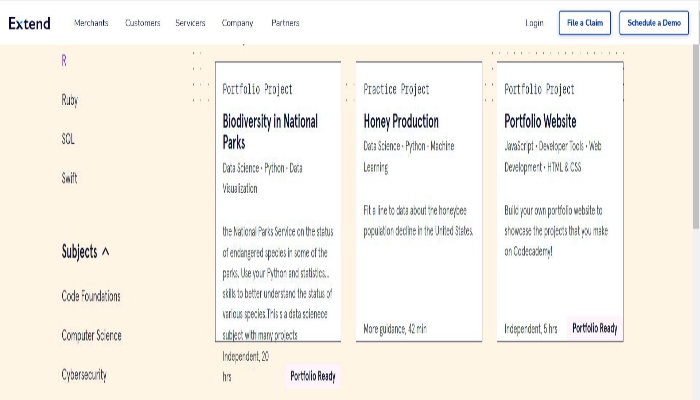 Extend
Merchants Customers Servicers Company Partners Login File a Claim Schedule a Demo
R
Ruby
SQL
Swift
Subjects
Code Foundations
Computer Science
Cybersecurity
Portfolio Project
Biodiversity in National
Parks
Data Science • Python • Data
Visualization
the National Parks Service on the status
of endangered species in some of the
parks. Use your Python and statistics...
skills to better understand the status of
various species.This is a data scienece
subject with many projects
Independent, 20
hrs
Portfolio Ready
Practice Project
Honey Production
Data Science • Python • Machine
Learning
Fit a line to data about the honeybee
population decline in the United States.
More guidance, 42 min
Portfolio Project
Portfolio Website
JavaScript • Developer Tools • Web
Development • HTML & CSS
Build your own portfolio website to
showcase the projects that you make
on Codecademy!
Independent, 5 hrs
Portfolio Ready